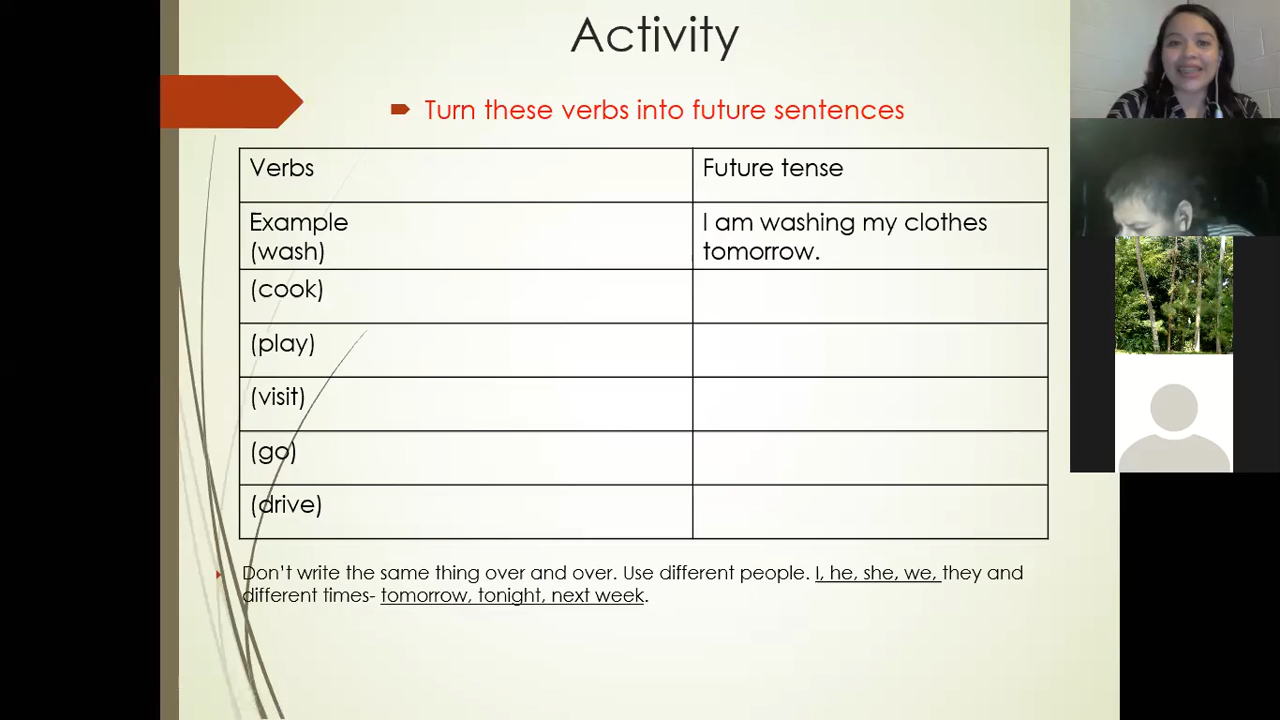 Activity
Turn these verbs into future sentences
Verbs
Future tense
Example
(wash)
I am washing my clothes
tomorrow.
(cook)
(play)
(visit)
(go)
(drive)
Don't write the same thing over and over. Use different people. I, he, she, we, they and
different times- tomorrow, tonight, next week.